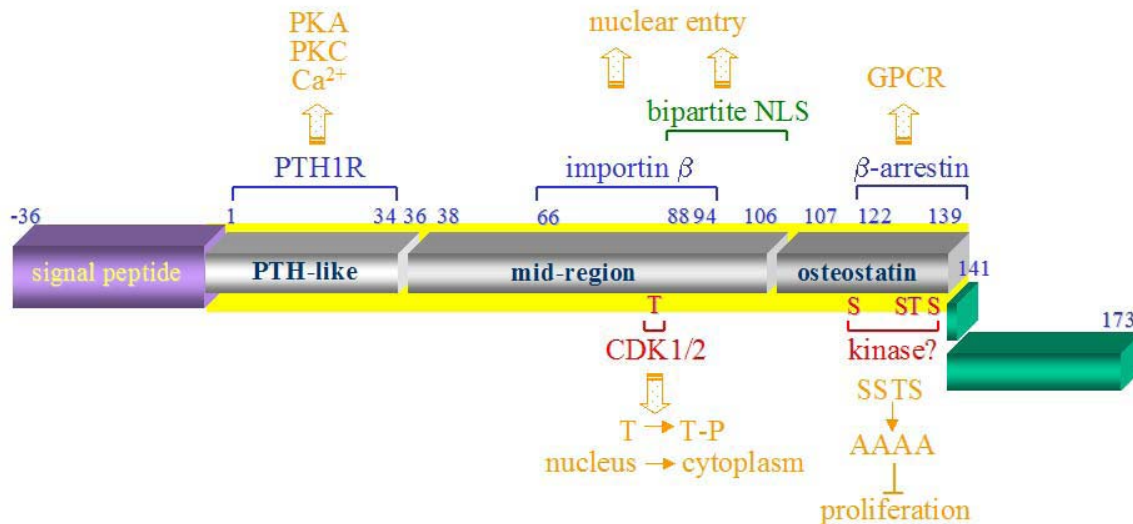 PKA
PKC
Ca²⁺
nuclear entry
GPCR
bipartite NLS
PTH1R
importin β
β-arrestin
-36 1 34 36 38 66 88 94 106 107 122 139
signal peptide PTH-like mid-region osteostatin 141
T S ST S 173
CDK1/2 kinase?
SSTS
T → T-P
AAAA
nucleus → cytoplasm
proliferation